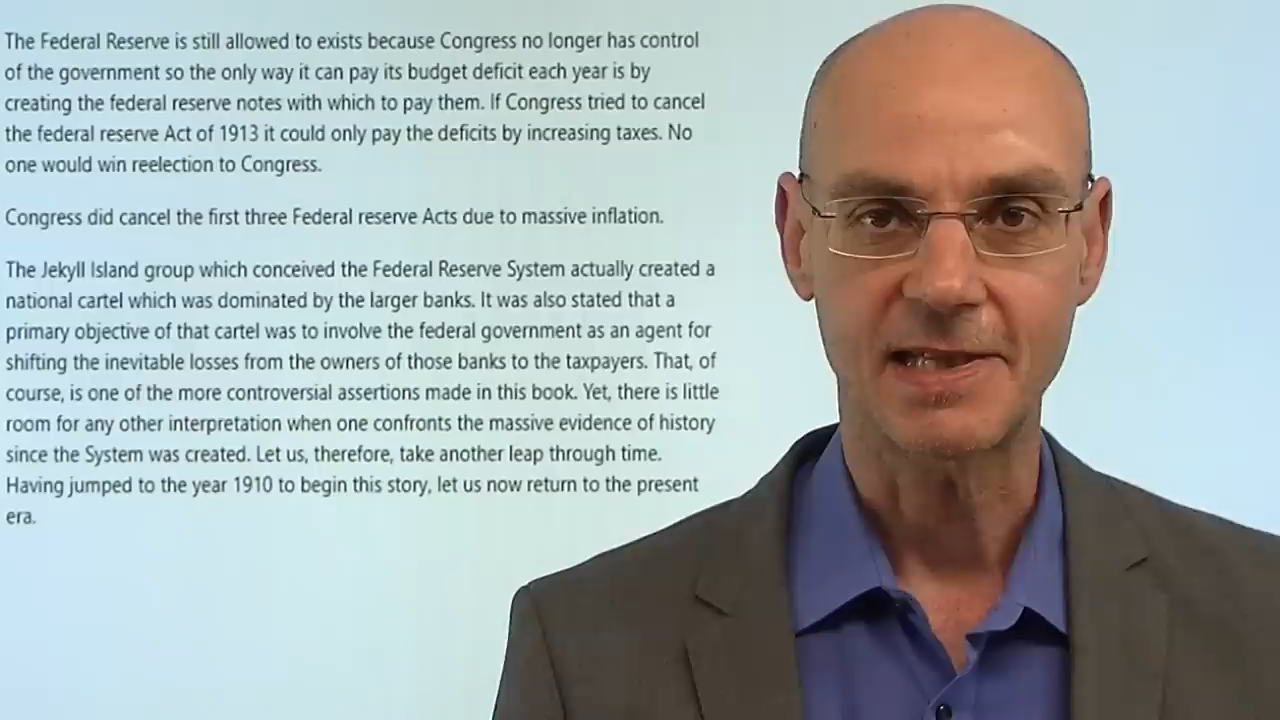 The Federal Reserve is still allowed to exists because Congress no longer has control
of the government so the only way it can pay its budget deficit each year is by
creating the federal reserve notes with which to pay them. If Congress tried to cancel
the federal reserve Act of 1913 it could only pay the deficits by increasing taxes. No
one would win reelection to Congress.
Congress did cancel the first three Federal reserve Acts due to massive inflation.
The Jekyll Island group which conceived the Federal Reserve System actually created a
national cartel which was dominated by the larger banks. It was also stated that a
primary objective of that cartel was to involve the federal government as an agent for
shifting the inevitable losses from the owners of those banks to the taxpayers. That, of
course, is one of the more controversial assertions made in this book. Yet, there is little
room for any other interpretation when one confronts the massive evidence of history
since the System was created. Let us, therefore, take another leap through time.
Having jumped to the year 1910 to begin this story, let us now return to the present
era.